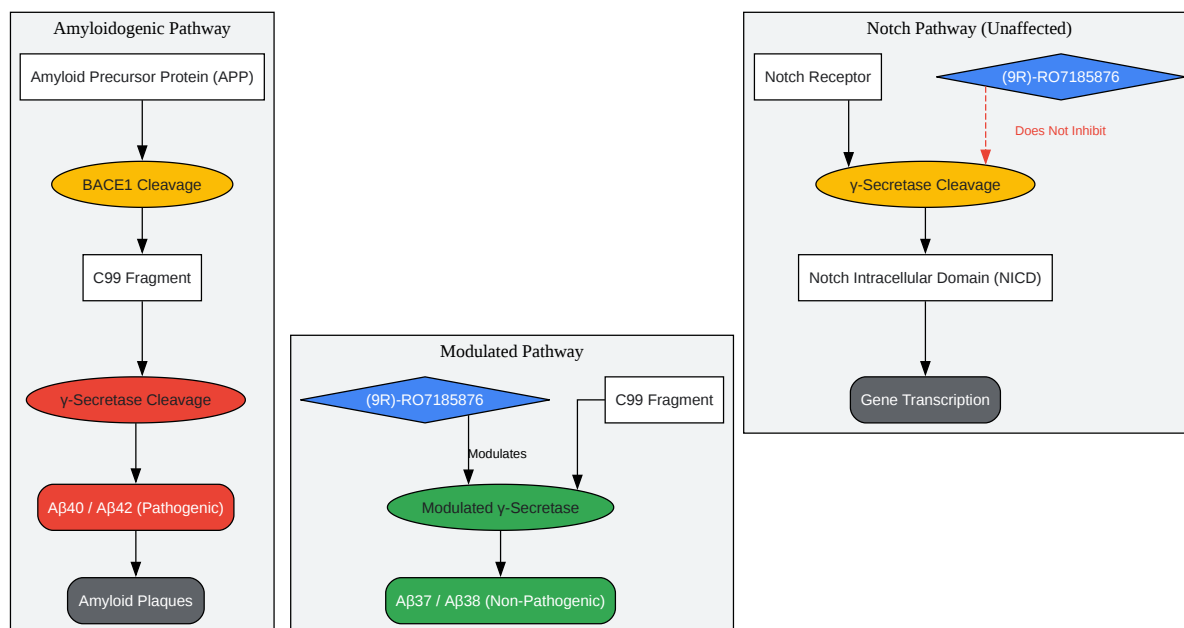 Amyloidogenic Pathway
Amyloid Precursor Protein (APP)
BACE1 Cleavage
C99 Fragment
γ-Secretase Cleavage
Aβ40 / Aβ42 (Pathogenic)
Amyloid Plaques
Modulated Pathway
(9R)-RO7185876
C99 Fragment
Modulates
Modulated γ-Secretase
Aβ37 / Aβ38 (Non-Pathogenic)
Notch Pathway (Unaffected)
Notch Receptor
(9R)-RO7185876
Does Not Inhibit
γ-Secretase Cleavage
Notch Intracellular Domain (NICD)
Gene Transcription